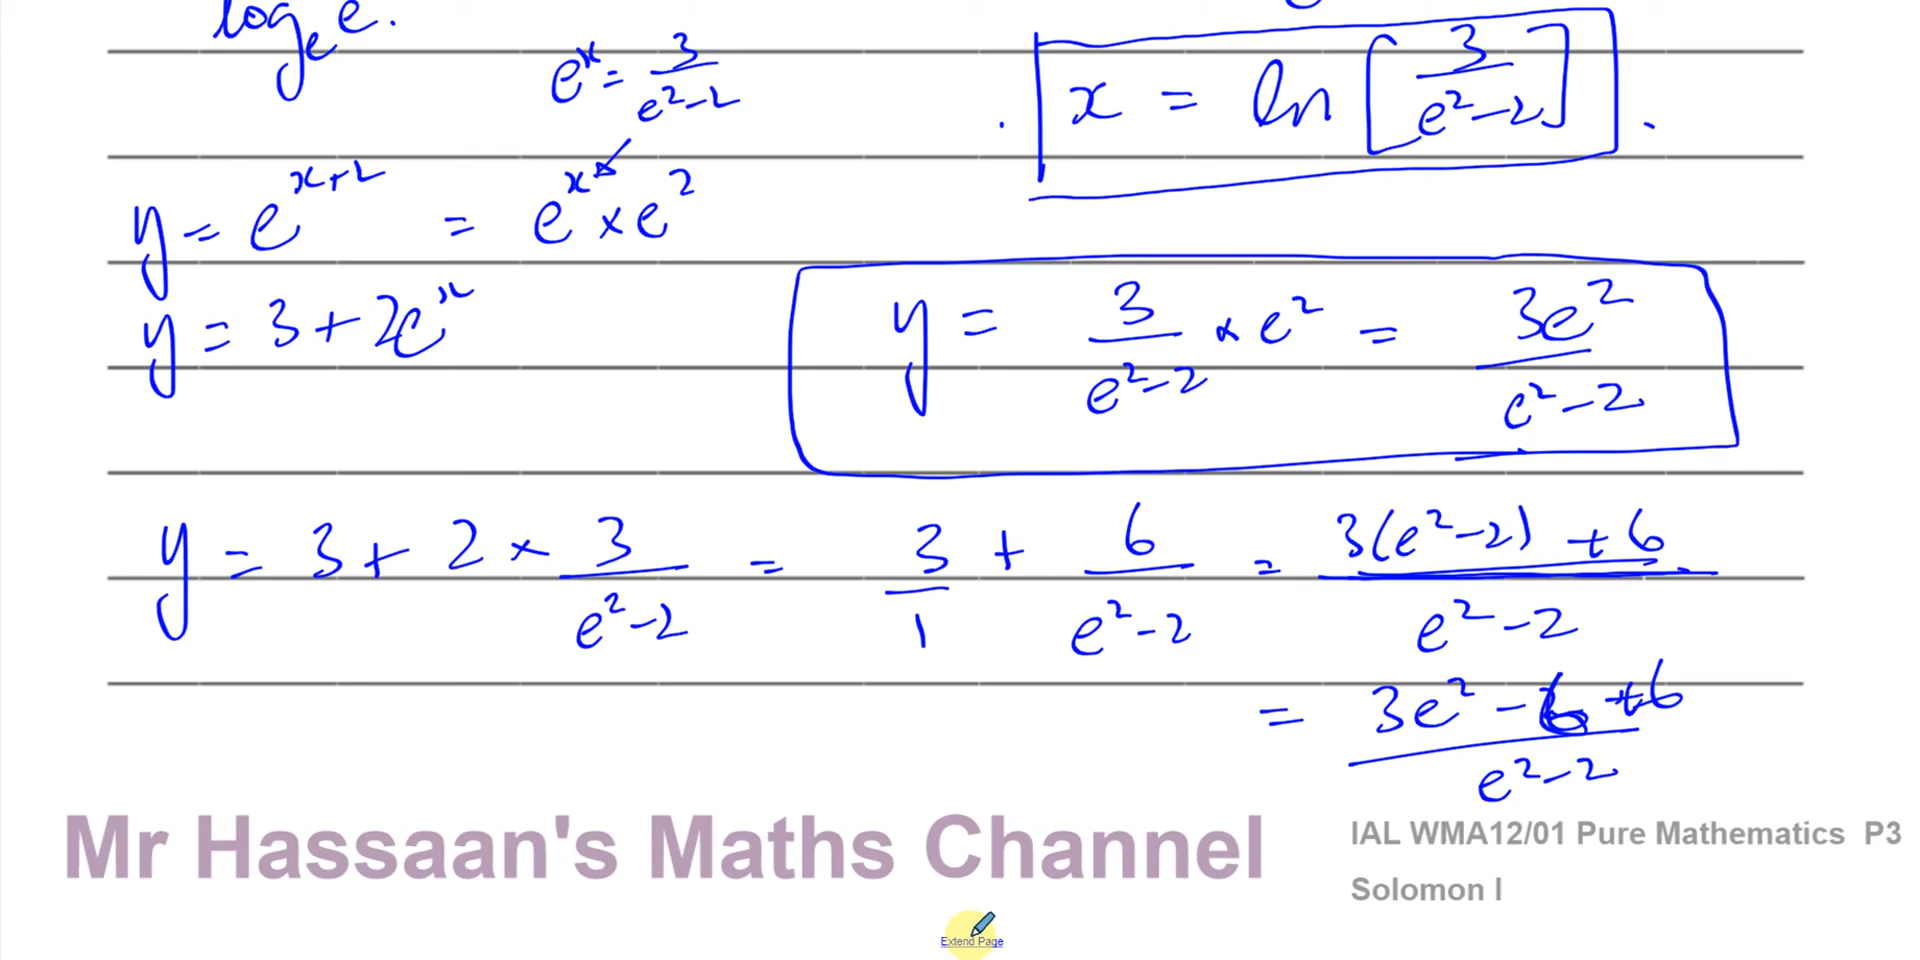 logₑ e.
eˣ = 3/(e² - 2)
x = ln [3/(e² - 2)].
y = e^(x+2) = eˣ × e²
y = 3 + 2eˣ
y = 3/(e² - 2) × e² = 3e²/(e² - 2)
y = 3 + 2 × 3/(e² - 2) = 3/1 + 6/(e² - 2) = (3(e² - 2) + 6)/(e² - 2)
= (3e² - 6 + 6)/(e² - 2)
Mr Hassaan's Maths Channel
IAL WMA12/01 Pure Mathematics P3
Solomon I
Extend Page